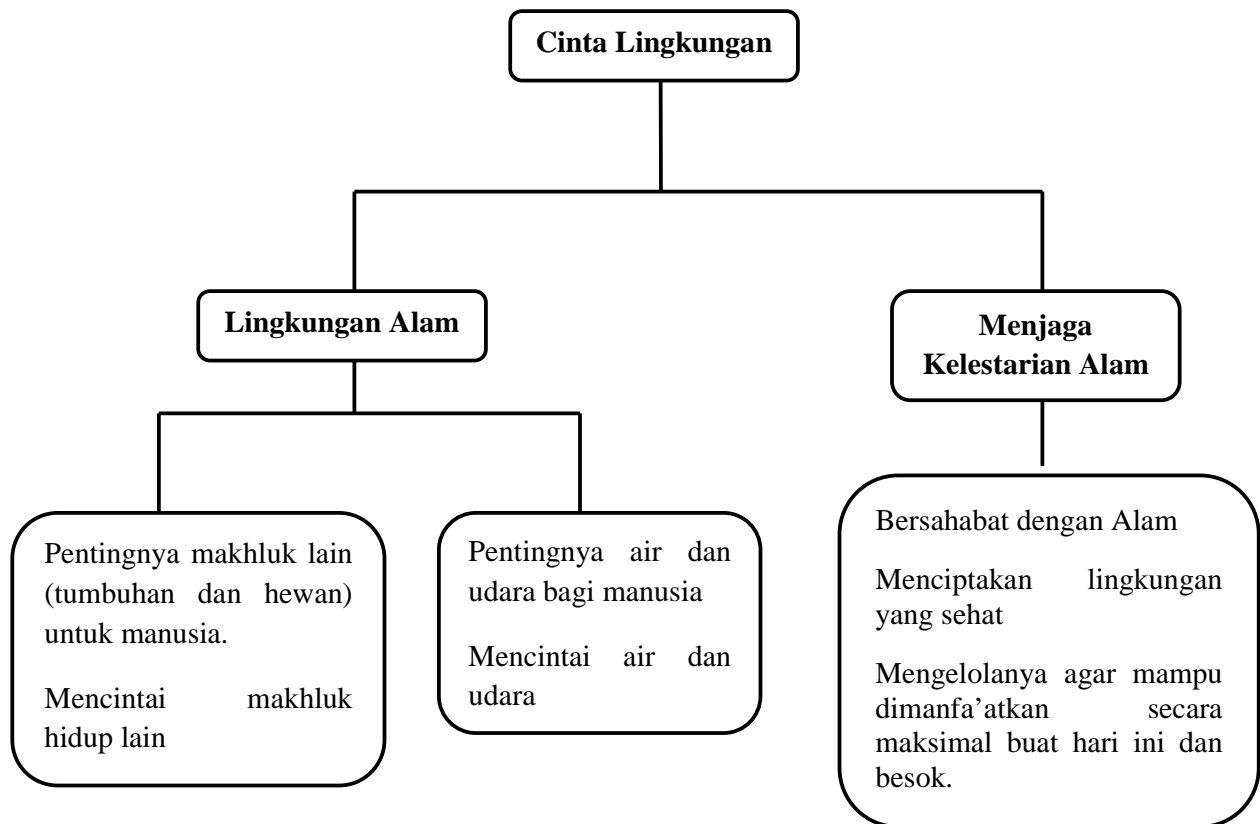 Cinta Lingkungan
Lingkungan Alam
Menjaga
Kelestarian Alam
Pentingnya makhluk lain
(tumbuhan dan hewan)
untuk manusia.
Mencintai makhluk
hidup lain
Pentingnya air dan
udara bagi manusia
Mencintai air dan
udara
Bersahabat dengan Alam
Menciptakan lingkungan
yang sehat
Mengelolanya agar mampu
dimanfa’atkan secara
maksimal buat hari ini dan
besok.